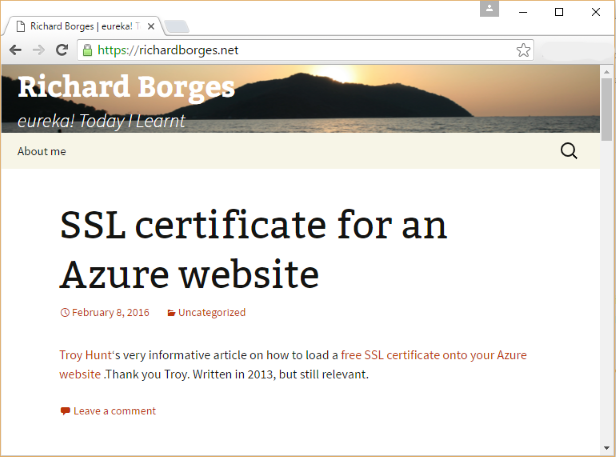 Richard Borges | eureka! T
https://richardborges.net
Richard Borges
eureka! Today I Learnt
About me
SSL certificate for an
Azure website
February 8, 2016 Uncategorized
Troy Hunt‘s very informative article on how to load a free SSL certificate onto your Azure
website .Thank you Troy. Written in 2013, but still relevant.
Leave a comment